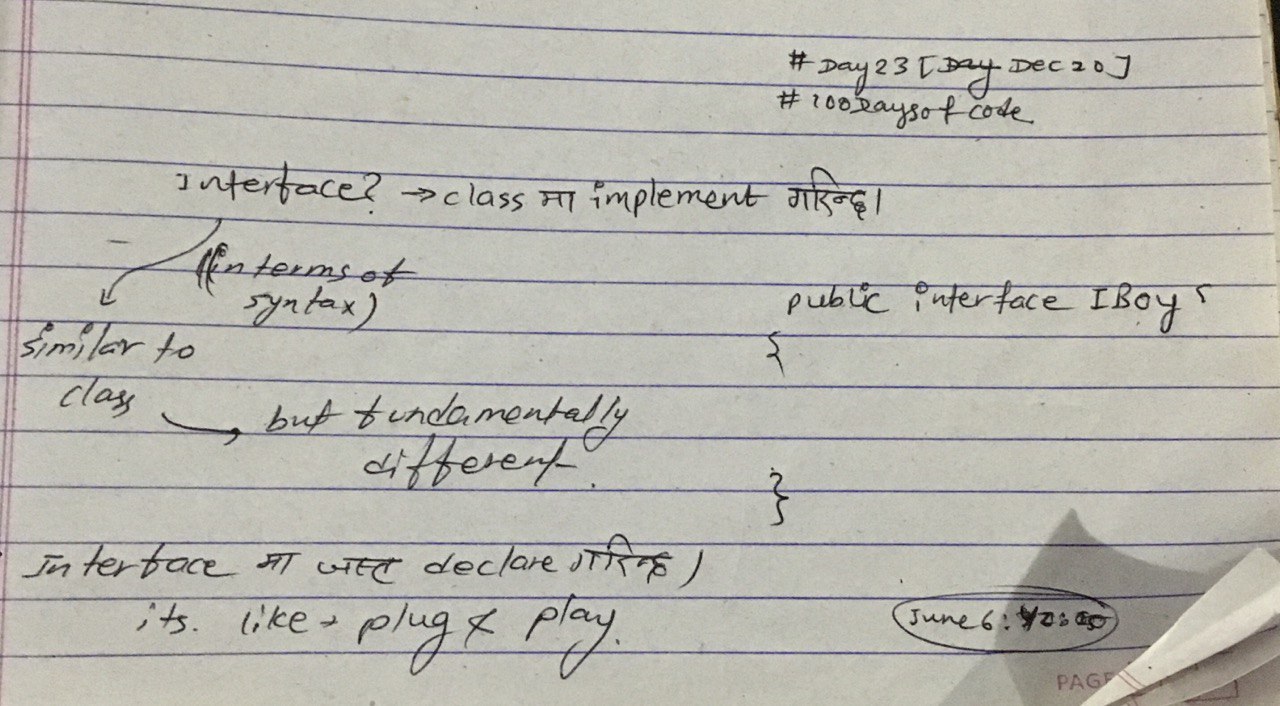 #Day23 [Day Dec 20]
#100Daysof code
Interface? → class मा implement गरिन्छ।
(in terms of
syntax)
similar to
class
but fundamentally
different.
public interface IBoy
{
}
Interface मा जस्ट declare गरिन्छ।
its. like → plug & play.
June 6:
PAGE